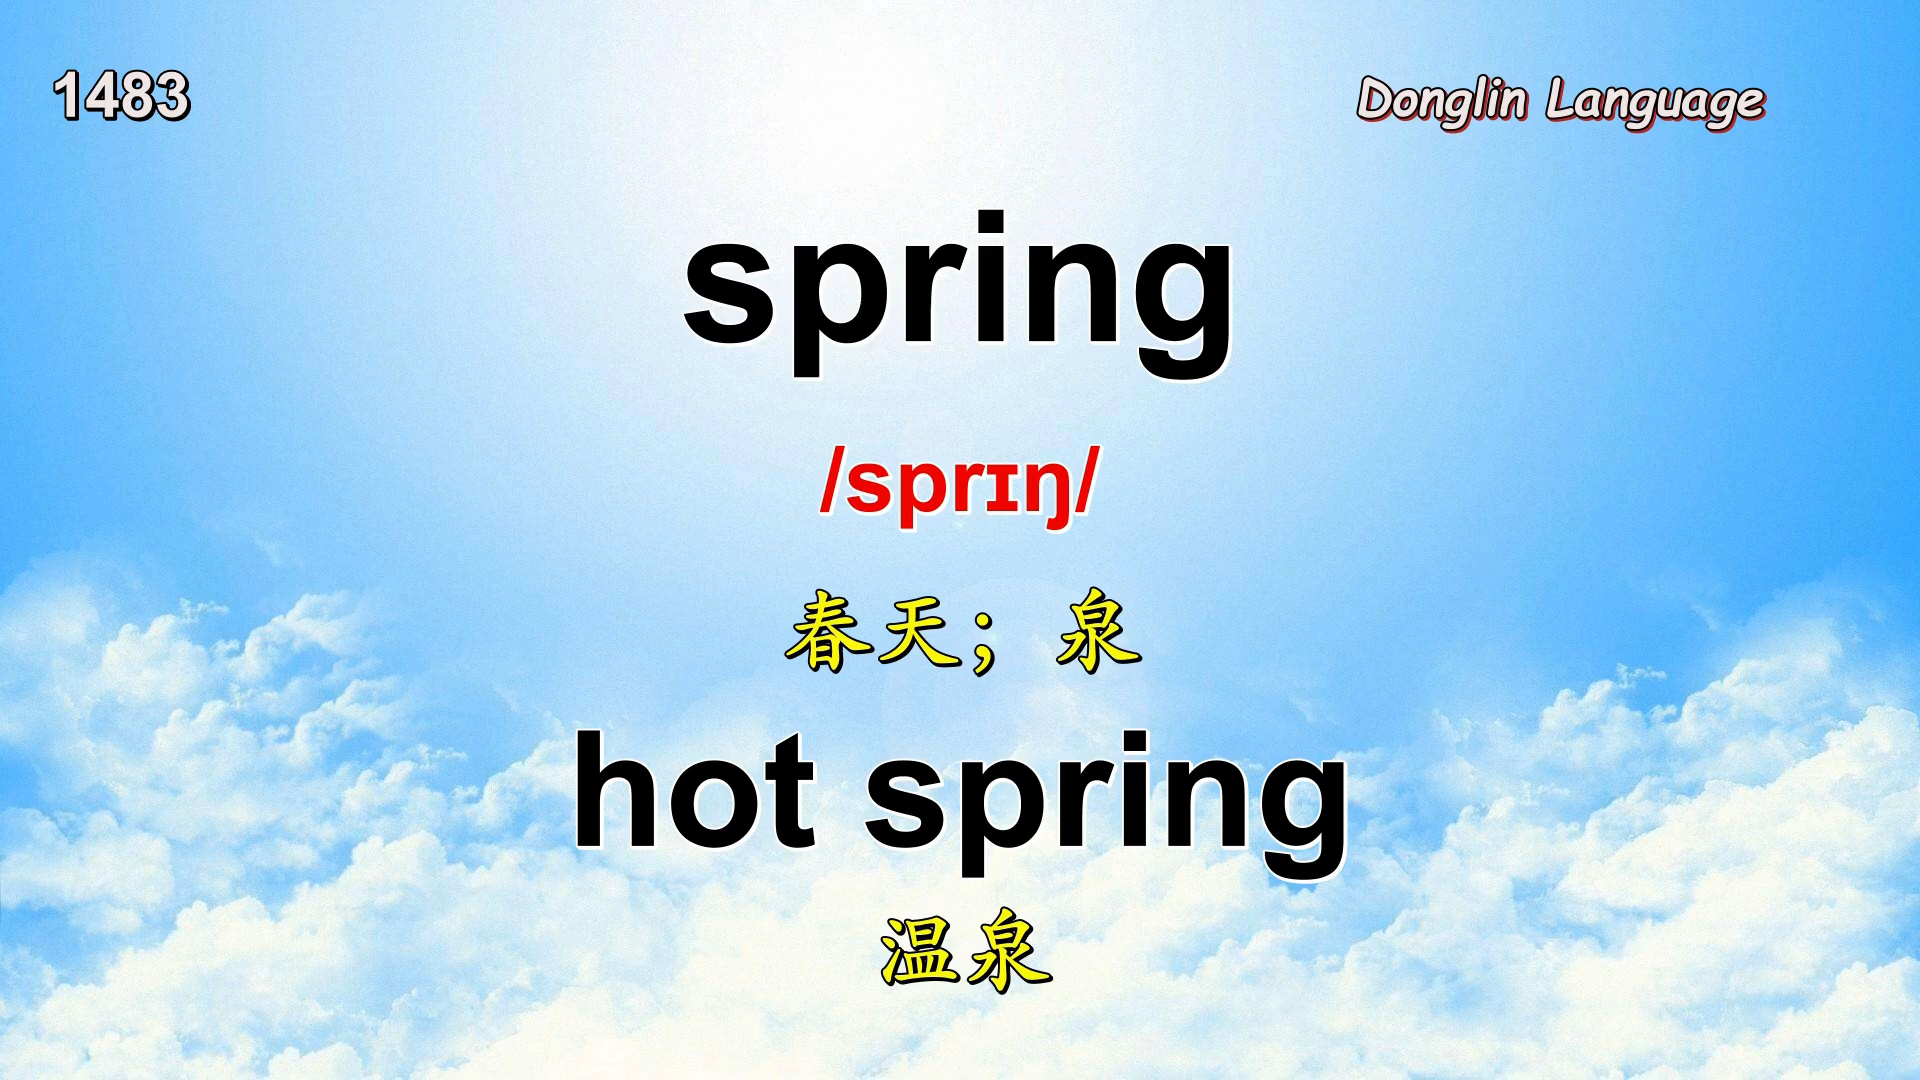 1483
Donglin Language
spring
/sprɪŋ/
春天；泉
hot spring
温泉